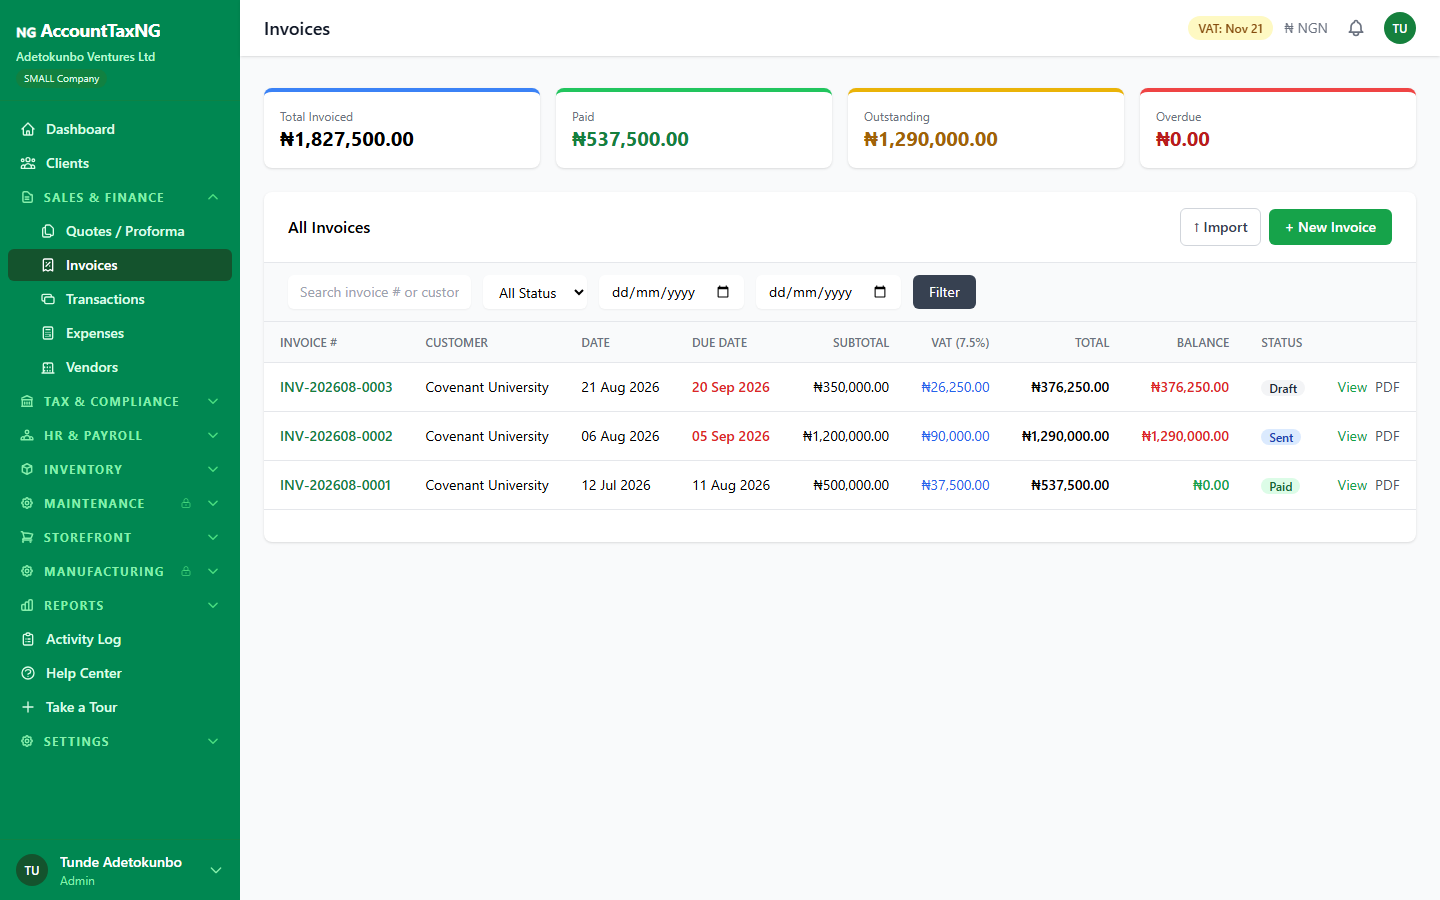 NG AccountTaxNG
Adetokunbo Ventures Ltd
SMALL Company
Dashboard
Clients
SALES & FINANCE
Quotes / Proforma
Invoices
Transactions
Expenses
Vendors
TAX & COMPLIANCE
HR & PAYROLL
INVENTORY
MAINTENANCE
STOREFRONT
MANUFACTURING
REPORTS
Activity Log
Help Center
Take a Tour
SETTINGS
TU
Tunde Adetokunbo
Admin
Invoices
VAT: Nov 21
₦ NGN
TU
Total Invoiced
₦1,827,500.00
Paid
₦537,500.00
Outstanding
₦1,290,000.00
Overdue
₦0.00
All Invoices
↑ Import
+ New Invoice
Search invoice # or custor
All Status
dd/mm/yyyy
dd/mm/yyyy
Filter
INVOICE # CUSTOMER DATE DUE DATE SUBTOTAL VAT (7.5%) TOTAL BALANCE STATUS
INV-202608-0003 Covenant University 21 Aug 2026 20 Sep 2026 ₦350,000.00 ₦26,250.00 ₦376,250.00 ₦376,250.00 Draft View PDF
INV-202608-0002 Covenant University 06 Aug 2026 05 Sep 2026 ₦1,200,000.00 ₦90,000.00 ₦1,290,000.00 ₦1,290,000.00 Sent View PDF
INV-202608-0001 Covenant University 12 Jul 2026 11 Aug 2026 ₦500,000.00 ₦37,500.00 ₦537,500.00 ₦0.00 Paid View PDF